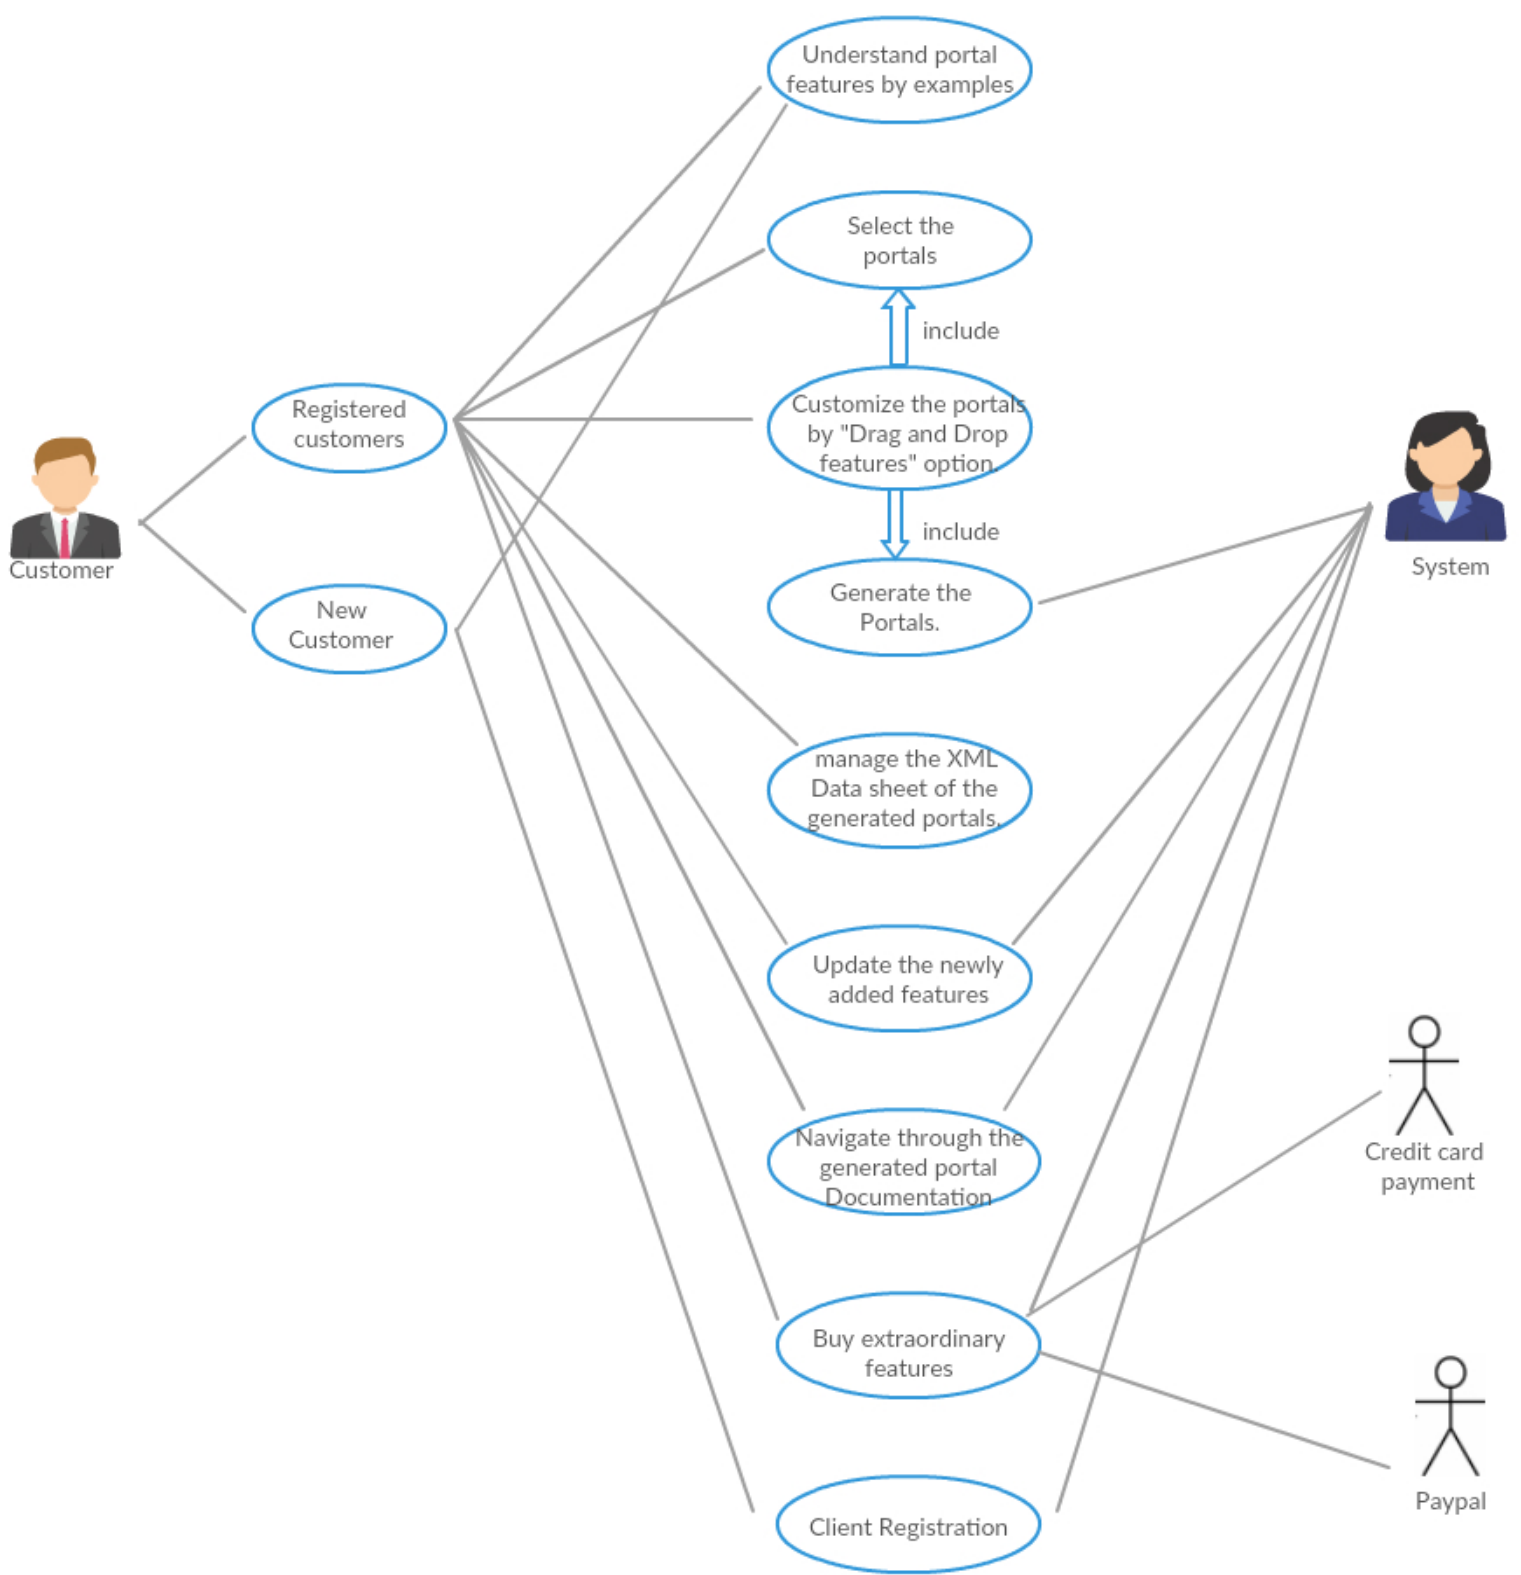 Understand portal
features by examples
Select the
portals
include
Customize the portals
by "Drag and Drop
features" option.
include
Generate the
Portals.
manage the XML
Data sheet of the
generated portals.
Update the newly
added features
Navigate through the
generated portal
Documentation
Buy extraordinary
features
Client Registration
Registered
customers
New
Customer
Customer
System
Credit card
payment
Paypal